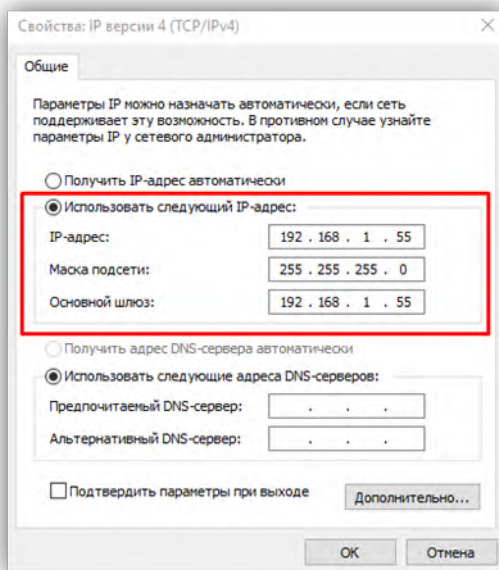 Свойства: IP версии 4 (TCP/IPv4)
Общие
Параметры IP можно назначать автоматически, если сеть
поддерживает эту возможность. В противном случае узнайте
параметры IP у сетевого администратора.
Получить IP-адрес автоматически
Использовать следующий IP-адрес:
IP-адрес: 192 . 168 . 1 . 55
Маска подсети: 255 . 255 . 255 . 0
Основной шлюз: 192 . 168 . 1 . 55
Получить адрес DNS-сервера автоматически
Использовать следующие адреса DNS-серверов:
Предпочитаемый DNS-сервер: . . .
Альтернативный DNS-сервер: . . .
Подтвердить параметры при выходе
Дополнительно...
ОК Отмена